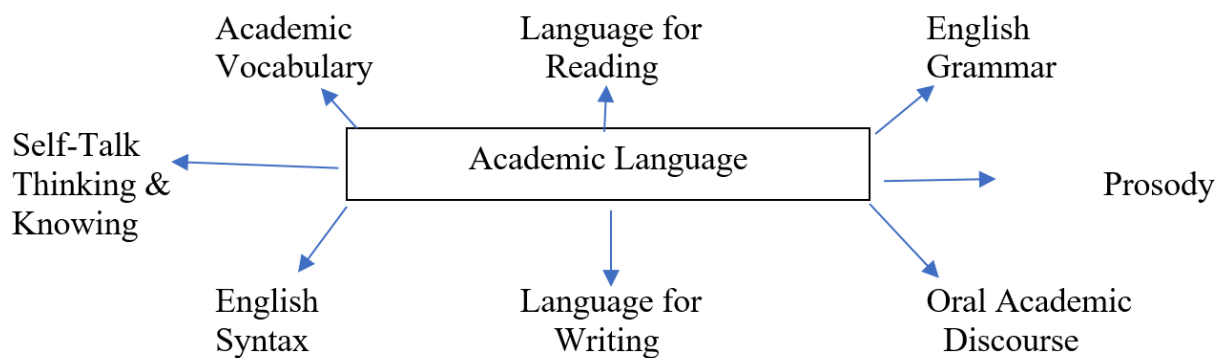 Academic
Vocabulary
Language for
Reading
English
Grammar
Self-Talk
Thinking &
Knowing
Academic Language
Prosody
English
Syntax
Language for
Writing
Oral Academic
Discourse